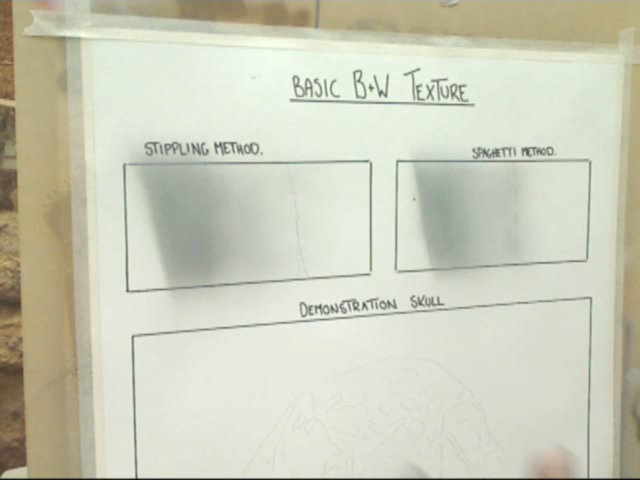 BASIC B+W TEXTURE
STIPPLING METHOD.
SPAGHETTI METHOD.
DEMONSTRATION SKULL